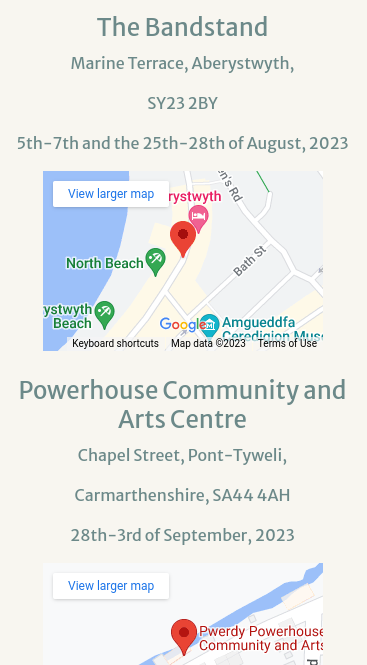 The Bandstand
Marine Terrace, Aberystwyth,
SY23 2BY
5th-7th and the 25th-28th of August, 2023
View larger map
rystwyth
en's Rd
North Beach
Bath St
ystwyth
Beach
Google
Amgueddfa
Ceredigion Mus
Keyboard shortcuts Map data ©2023 Terms of Use
Powerhouse Community and
Arts Centre
Chapel Street, Pont-Tyweli,
Carmarthenshire, SA44 4AH
28th-3rd of September, 2023
View larger map
Pwerdy Powerhouse
Community and Arts